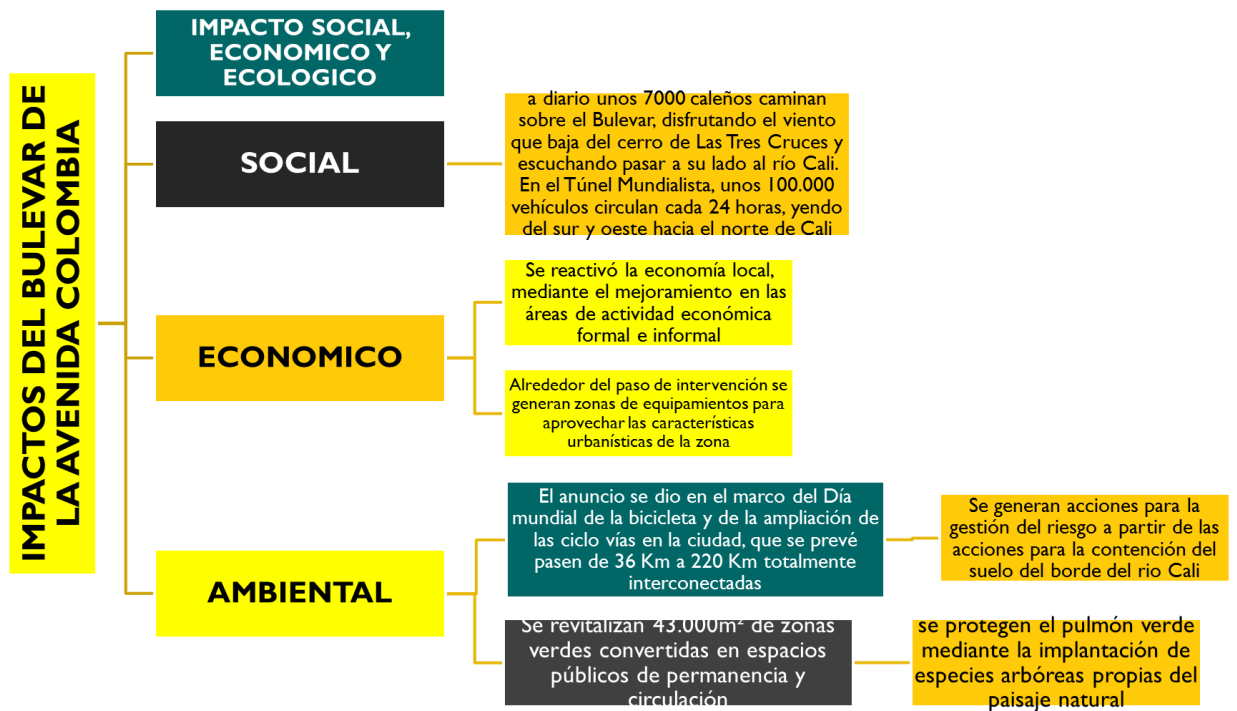 IMPACTOS DEL BULEVAR DE
LA AVENIDA COLOMBIA
IMPACTO SOCIAL,
ECONOMICO Y
ECOLOGICO
SOCIAL
a diario unos 7000 caleños caminan
sobre el Bulevar, disfrutando el viento
que baja del cerro de Las Tres Cruces y
escuchando pasar a su lado al río Cali.
En el Túnel Mundialista, unos 100.000
vehículos circulan cada 24 horas, yendo
del sur y oeste hacia el norte de Cali
ECONOMICO
Se reactivó la economía local,
mediante el mejoramiento en las
áreas de actividad económica
formal e informal
Alrededor del paso de intervención se
generan zonas de equipamientos para
aprovechar las características
urbanísticas de la zona
AMBIENTAL
El anuncio se dio en el marco del Día
mundial de la bicicleta y de la ampliación de
las ciclo vías en la ciudad, que se prevé
pasen de 36 Km a 220 Km totalmente
interconectadas
Se generan acciones para la
gestión del riesgo a partir de las
acciones para la contención del
suelo del borde del rio Cali
Se revitalizan 43.000m² de zonas
verdes convertidas en espacios
públicos de permanencia y
circulación
se protegen el pulmón verde
mediante la implantación de
especies arbóreas propias del
paisaje natural